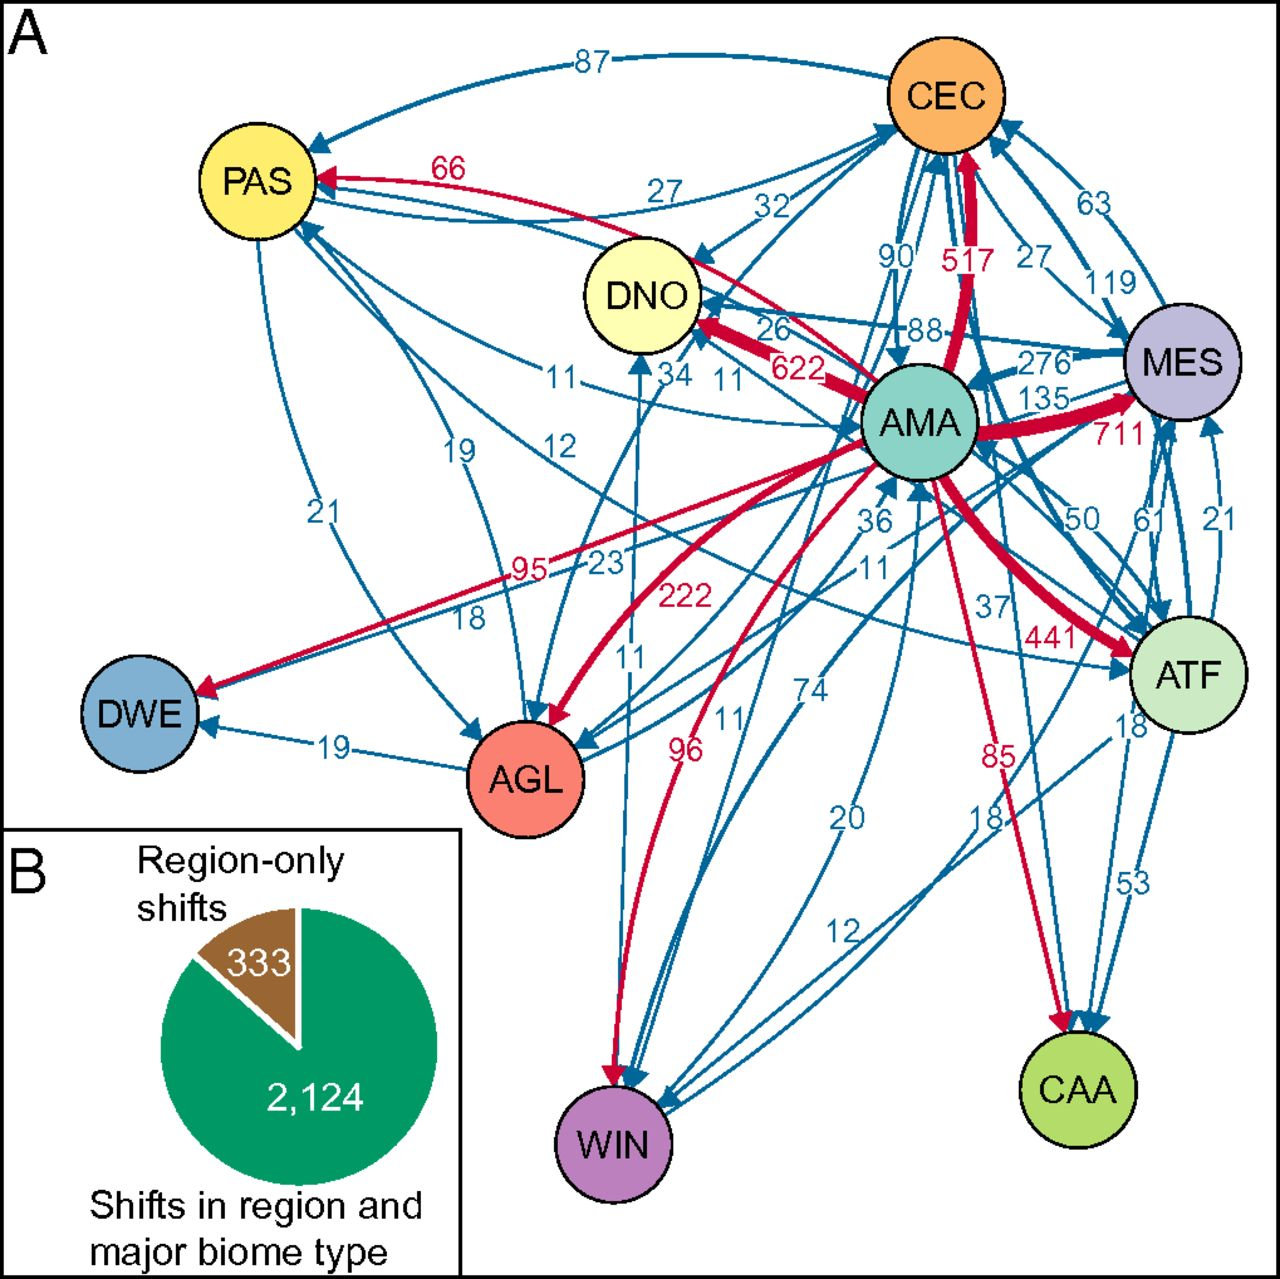 A
87
CEC
PAS
66
27
32
63
90
517
27
119
DNO
26
88
MES
622
276
34
11
135
11
AMA
711
19
12
21
36
50
61
21
95
23
11
18
222
37
441
11
ATF
74
DWE
11
18
19
96
85
AGL
20
18
53
12
CAA
WIN
B
Region-only
shifts
333
2,124
Shifts in region and
major biome type